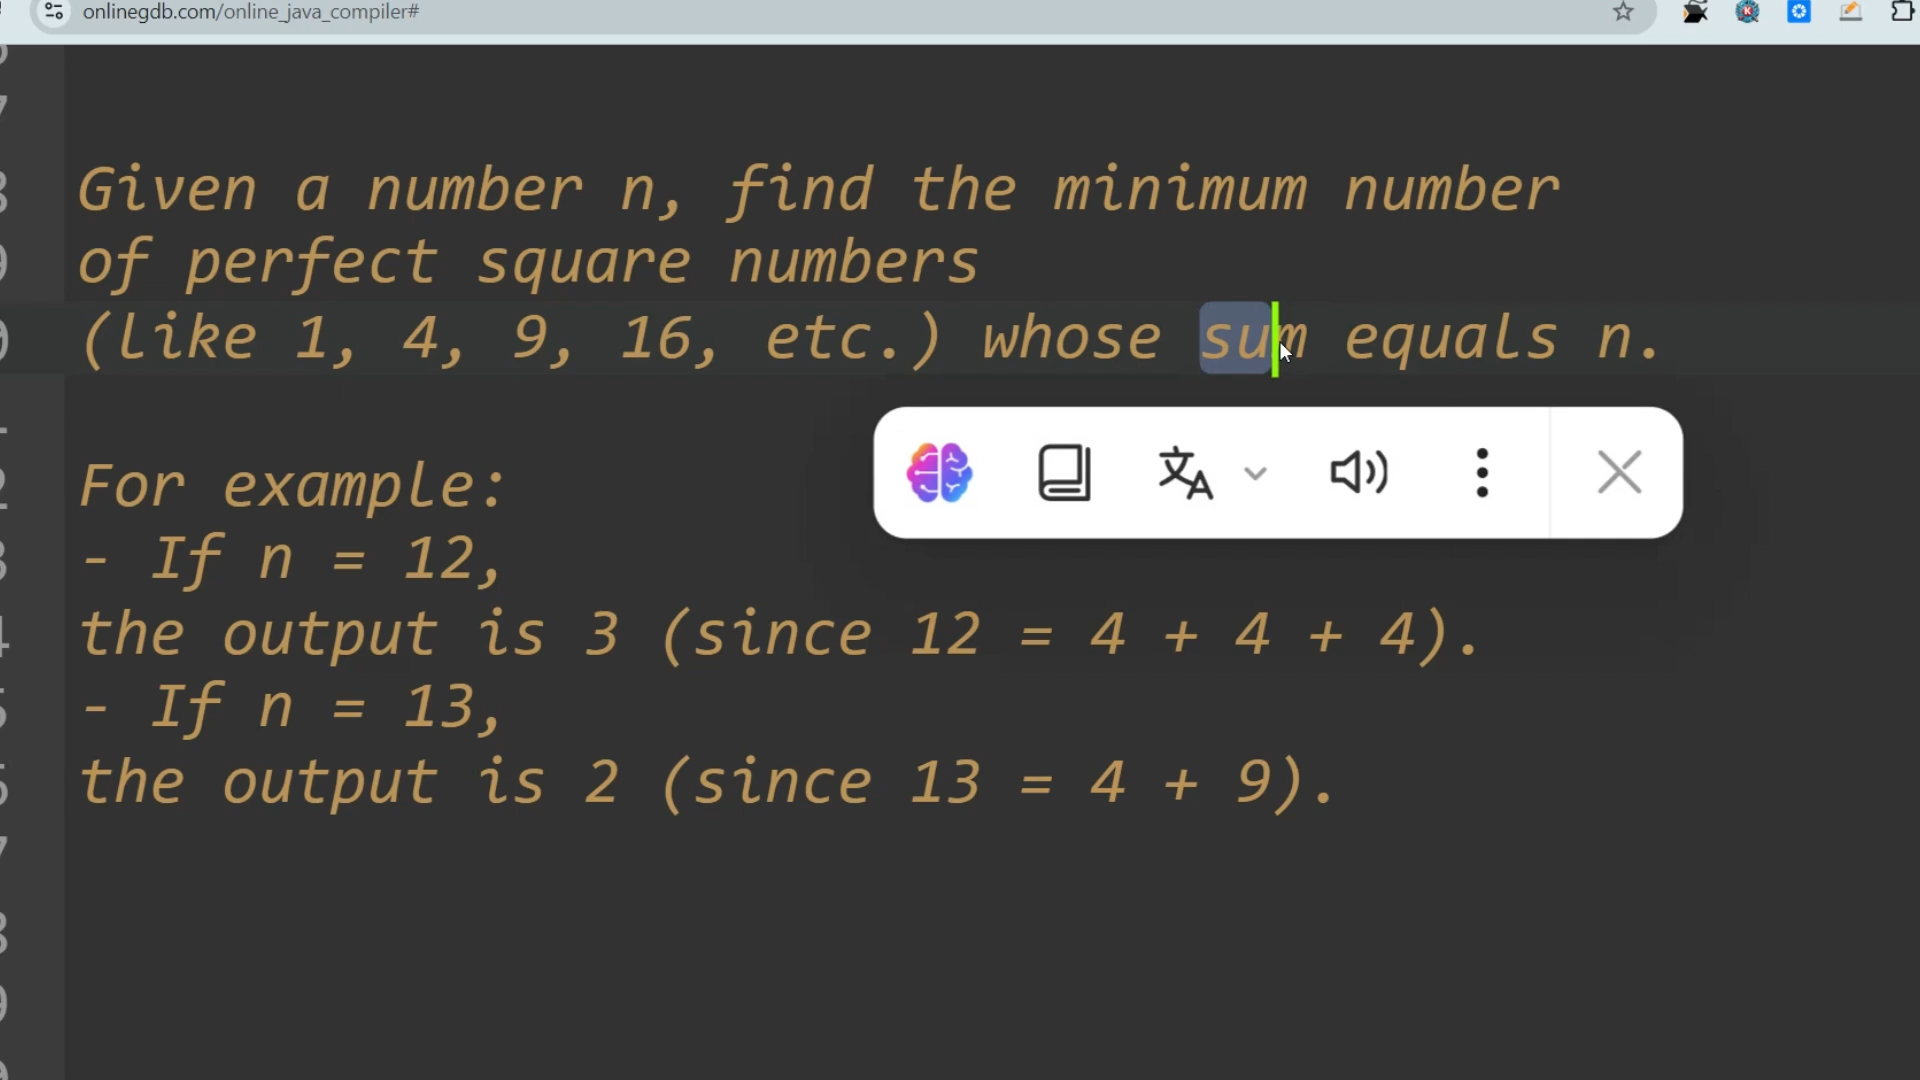 onlinegdb.com/online_java_compiler#
Given a number n, find the minimum number
of perfect square numbers
(like 1, 4, 9, 16, etc.) whose sum equals n.
For example:
- If n = 12,
the output is 3 (since 12 = 4 + 4 + 4).
- If n = 13,
the output is 2 (since 13 = 4 + 9).